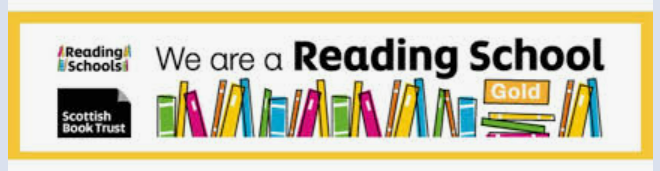 Reading
Schools
We are a Reading School
Gold
Scottish
Book Trust